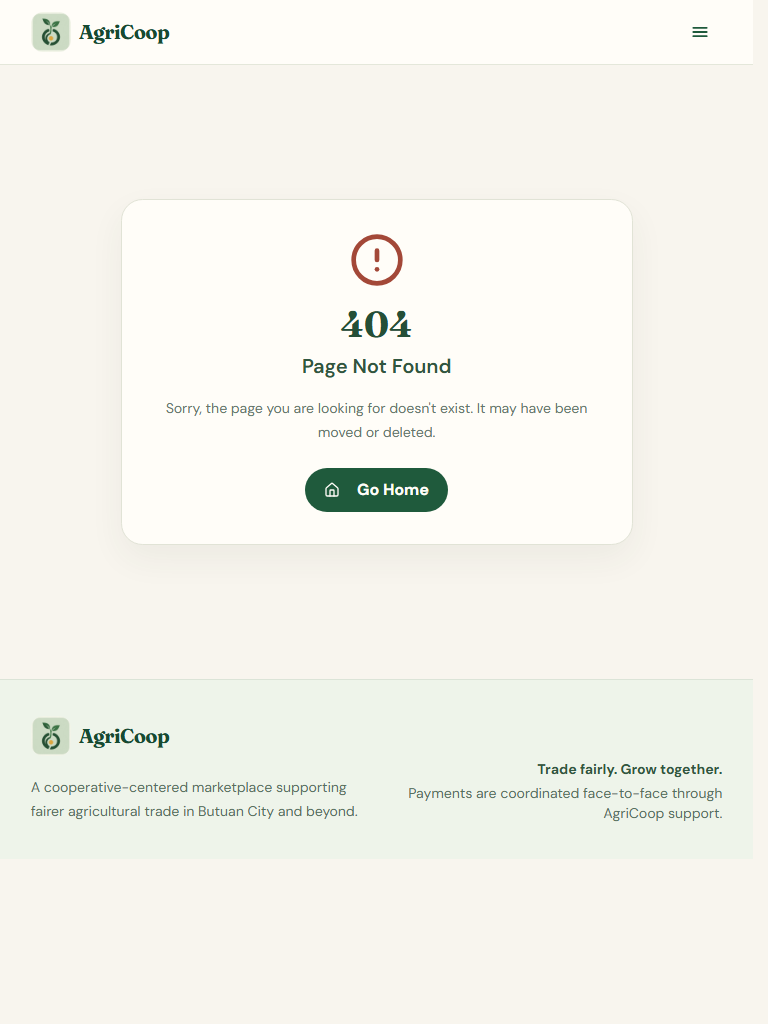 AgriCoop
404
Page Not Found
Sorry, the page you are looking for doesn't exist. It may have been
moved or deleted.
Go Home
AgriCoop
A cooperative-centered marketplace supporting
fairer agricultural trade in Butuan City and beyond.
Trade fairly. Grow together.
Payments are coordinated face-to-face through
AgriCoop support.